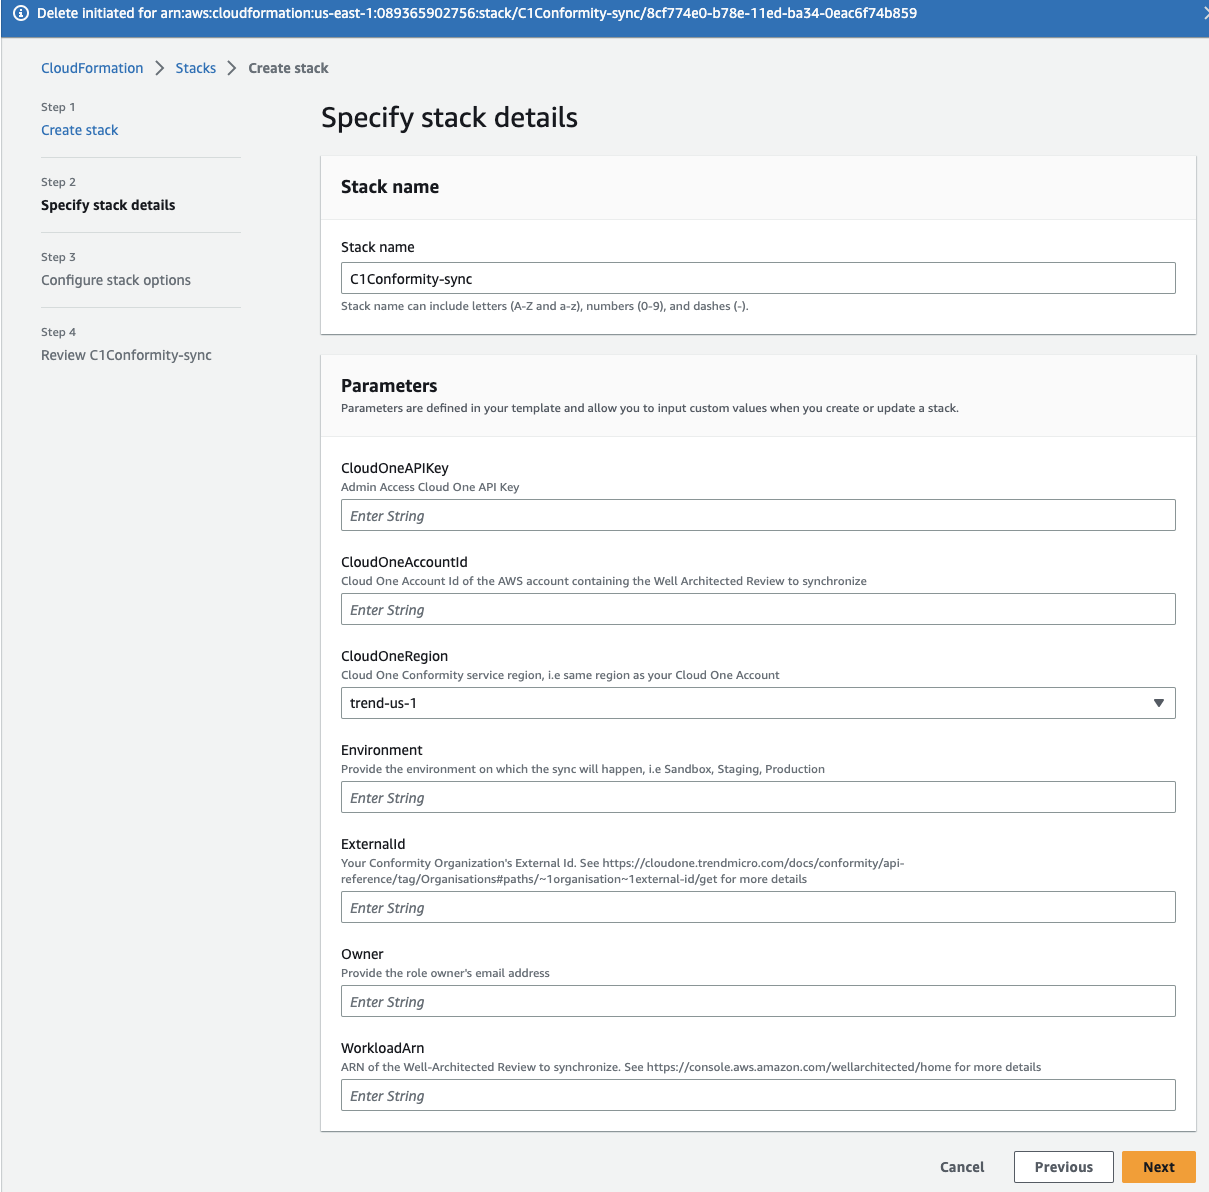 Delete initiated for arn:aws:cloudformation:us-east-1:089365902756:stack/C1Conformity-sync/8cf774e0-b78e-11ed-ba34-0eac6f74b859
CloudFormation
Stacks
Create stack
Step 1
Create stack
Step 2
Specify stack details
Step 3
Configure stack options
Step 4
Review C1Conformity-sync
Specify stack details
Stack name
Stack name
C1Conformity-sync
Stack name can include letters (A-Z and a-z), numbers (0-9), and dashes (-).
Parameters
Parameters are defined in your template and allow you to input custom values when you create or update a stack.
CloudOneAPIKey
Admin Access Cloud One API Key
Enter String
CloudOneAccountId
Cloud One Account Id of the AWS account containing the Well Architected Review to synchronize
Enter String
CloudOneRegion
Cloud One Conformity service region, i.e same region as your Cloud One Account
trend-us-1
Environment
Provide the environment on which the sync will happen, i.e Sandbox, Staging, Production
Enter String
ExternalId
Your Conformity Organization's External Id. See https://cloudone.trendmicro.com/docs/conformity/api-
reference/tag/Organisations#paths/~1organisation~1external-id/get for more details
Enter String
Owner
Provide the role owner's email address
Enter String
WorkloadArn
ARN of the Well-Architected Review to synchronize. See https://console.aws.amazon.com/wellarchitected/home for more details
Enter String
Cancel
Previous
Next